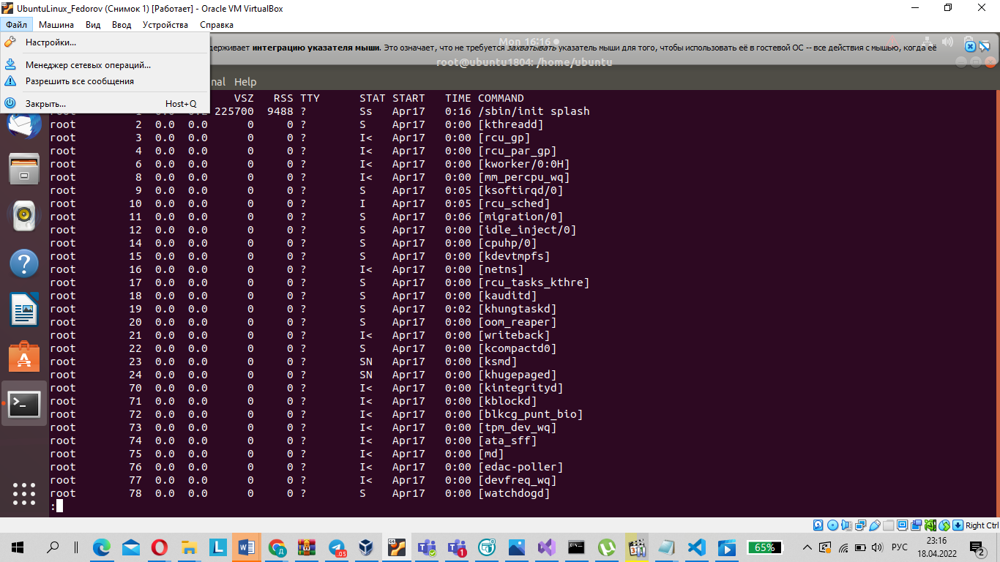 UbuntuLinux_Fedorov (Снимок 1) [Работает] - Oracle VM VirtualBox
Файл Машина Вид Ввод Устройства Справка
Настройки...
Менеджер сетевых операций...
Разрешить все сообщения
Закрыть... Host+Q
держивает интеграцию указателя мыши. Это означает, что не требуется захватывать указатель мыши для того, чтобы использовать её в гостевой ОС -- все действия с мышью, когда её
Mon 16:16
root@ubuntu1804: /home/ubuntu
nal Help
VSZ RSS TTY STAT START TIME COMMAND
225700 9488 ? Ss Apr17 0:16 /sbin/init splash
root 2 0.0 0.0 0 0 ? S Apr17 0:00 [kthreadd]
root 3 0.0 0.0 0 0 ? I< Apr17 0:00 [rcu_gp]
root 4 0.0 0.0 0 0 ? I< Apr17 0:00 [rcu_par_gp]
root 6 0.0 0.0 0 0 ? I< Apr17 0:00 [kworker/0:0H]
root 8 0.0 0.0 0 0 ? I< Apr17 0:00 [mm_percpu_wq]
root 9 0.0 0.0 0 0 ? S Apr17 0:05 [ksoftirqd/0]
root 10 0.0 0.0 0 0 ? I Apr17 0:05 [rcu_sched]
root 11 0.0 0.0 0 0 ? S Apr17 0:06 [migration/0]
root 12 0.0 0.0 0 0 ? S Apr17 0:00 [idle_inject/0]
root 14 0.0 0.0 0 0 ? S Apr17 0:00 [cpuhp/0]
root 15 0.0 0.0 0 0 ? S Apr17 0:00 [kdevtmpfs]
root 16 0.0 0.0 0 0 ? I< Apr17 0:00 [netns]
root 17 0.0 0.0 0 0 ? S Apr17 0:00 [rcu_tasks_kthre]
root 18 0.0 0.0 0 0 ? S Apr17 0:00 [kauditd]
root 19 0.0 0.0 0 0 ? S Apr17 0:02 [khungtaskd]
root 20 0.0 0.0 0 0 ? S Apr17 0:00 [oom_reaper]
root 21 0.0 0.0 0 0 ? I< Apr17 0:00 [writeback]
root 22 0.0 0.0 0 0 ? S Apr17 0:00 [kcompactd0]
root 23 0.0 0.0 0 0 ? SN Apr17 0:00 [ksmd]
root 24 0.0 0.0 0 0 ? SN Apr17 0:00 [khugepaged]
root 70 0.0 0.0 0 0 ? I< Apr17 0:00 [kintegrityd]
root 71 0.0 0.0 0 0 ? I< Apr17 0:00 [kblockd]
root 72 0.0 0.0 0 0 ? I< Apr17 0:00 [blkcg_punt_bio]
root 73 0.0 0.0 0 0 ? I< Apr17 0:00 [tpm_dev_wq]
root 74 0.0 0.0 0 0 ? I< Apr17 0:00 [ata_sff]
root 75 0.0 0.0 0 0 ? I< Apr17 0:00 [md]
root 76 0.0 0.0 0 0 ? I< Apr17 0:00 [edac-poller]
root 77 0.0 0.0 0 0 ? I< Apr17 0:00 [devfreq_wq]
root 78 0.0 0.0 0 0 ? S Apr17 0:00 [watchdogd]
:
Right Ctrl
65% РУС 23:16
18.04.2022
2